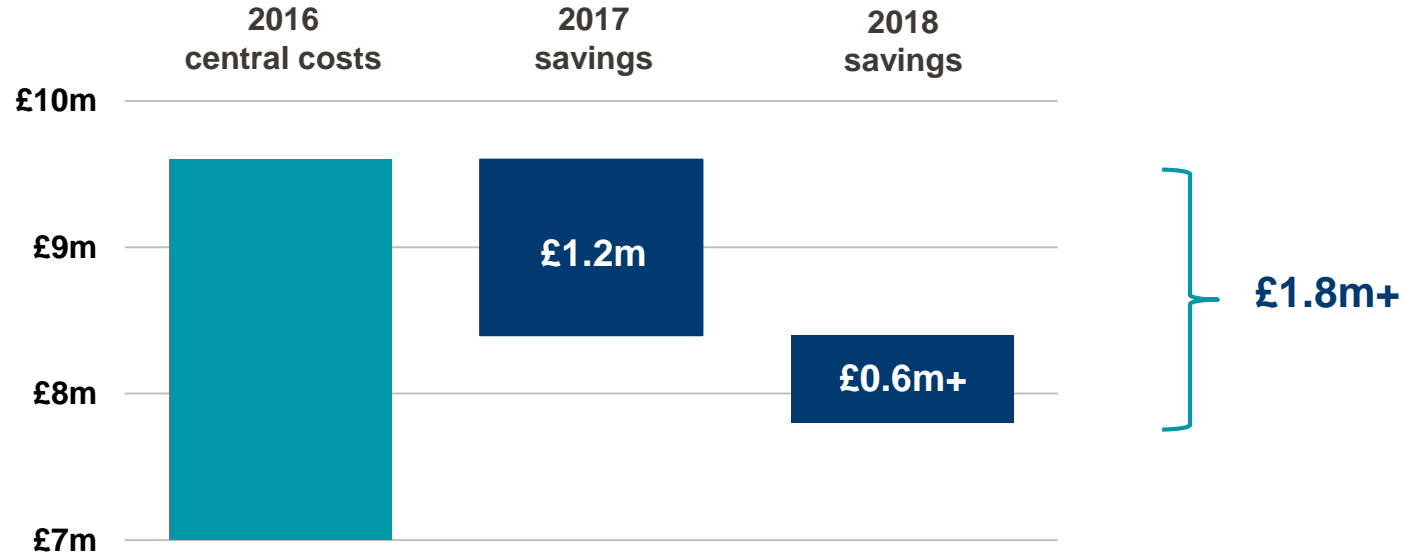 2016
central costs
2017
savings
2018
savings
£10m
£9m
£8m
£7m
£1.2m
£0.6m+
£1.8m+